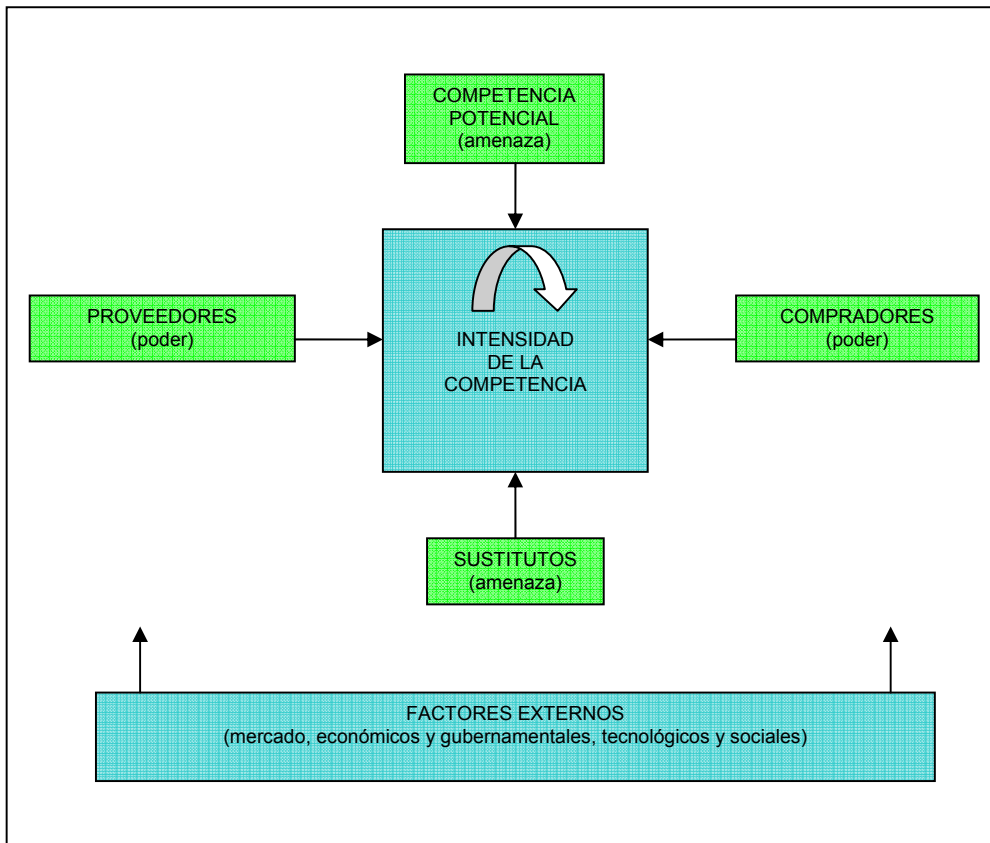 COMPETENCIA
POTENCIAL
(amenaza)
PROVEEDORES
(poder)
INTENSIDAD
DE LA
COMPETENCIA
COMPRADORES
(poder)
SUSTITUTOS
(amenaza)
FACTORES EXTERNOS
(mercado, económicos y gubernamentales, tecnológicos y sociales)